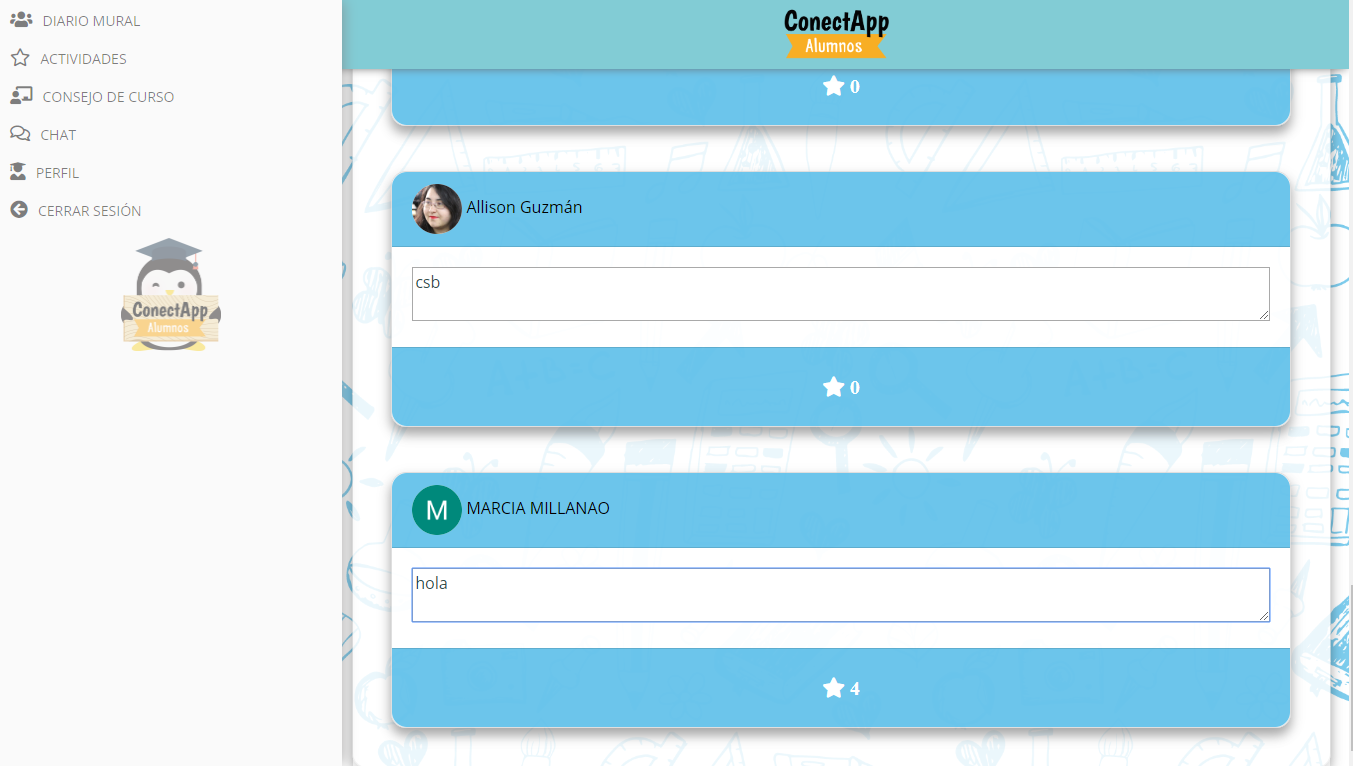 DIARIO MURAL
ACTIVIDADES
CONSEJO DE CURSO
CHAT
PERFIL
CERRAR SESIÓN
ConectApp
Alumnos
ConectApp
Alumnos
0
Allison Guzmán
csb
0
M MARCIA MILLANAO
hola
4